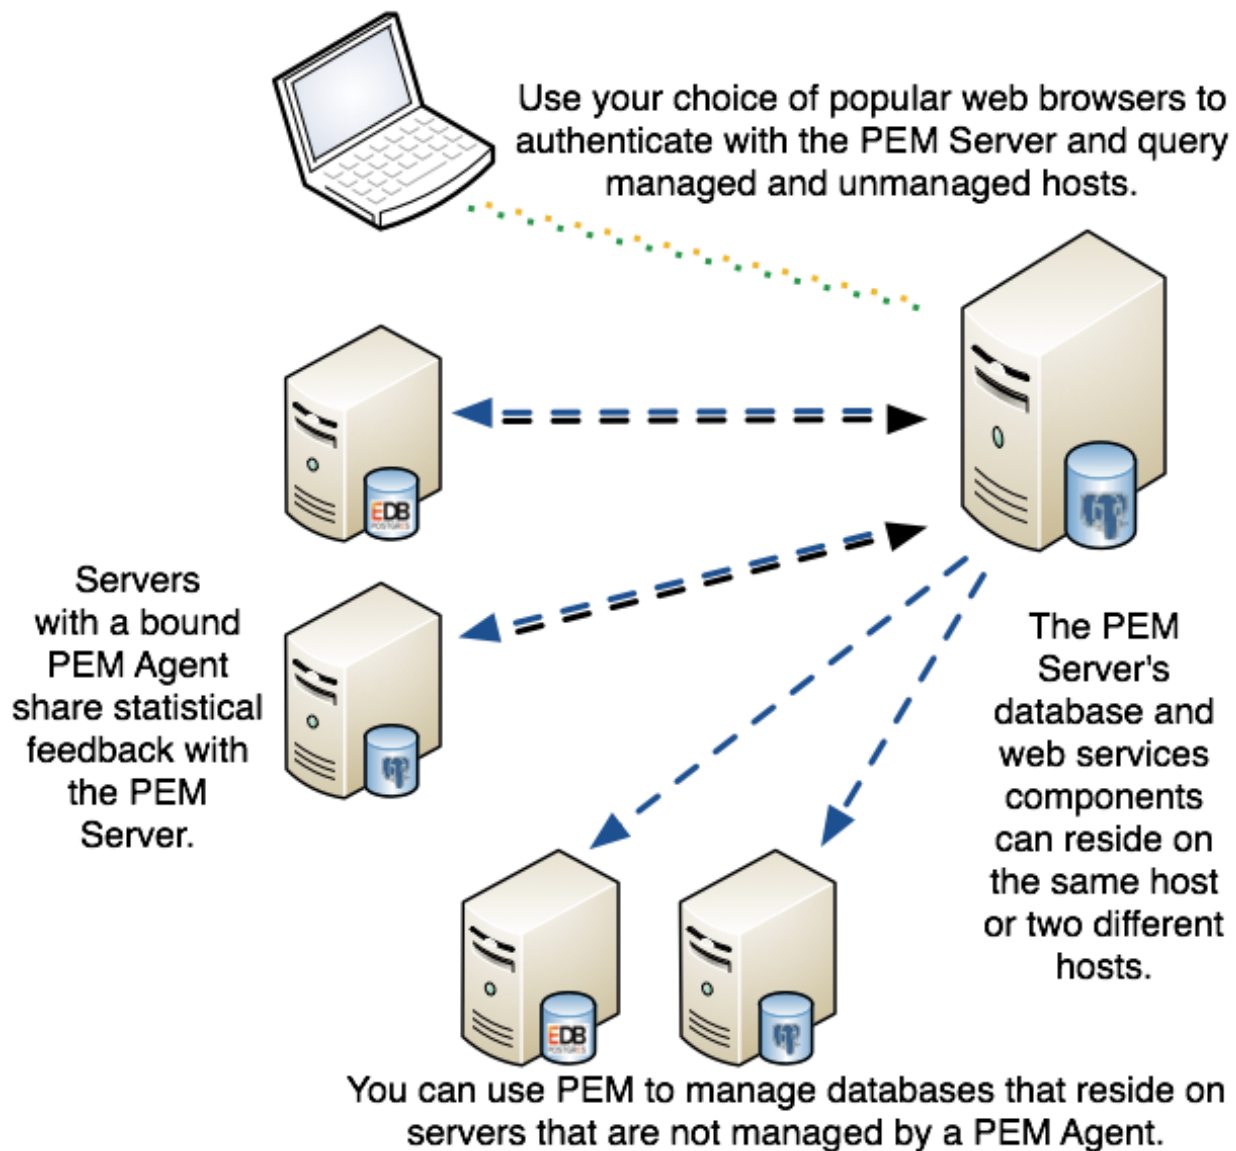 Use your choice of popular web browsers to
authenticate with the PEM Server and query
managed and unmanaged hosts.
EDB
POSTGRES
Servers
with a bound
PEM Agent
share statistical
feedback with
the PEM
Server.
The PEM
Server's
database and
web services
components
can reside on
the same host
or two different
hosts.
EDB
POSTGRES
You can use PEM to manage databases that reside on
servers that are not managed by a PEM Agent.